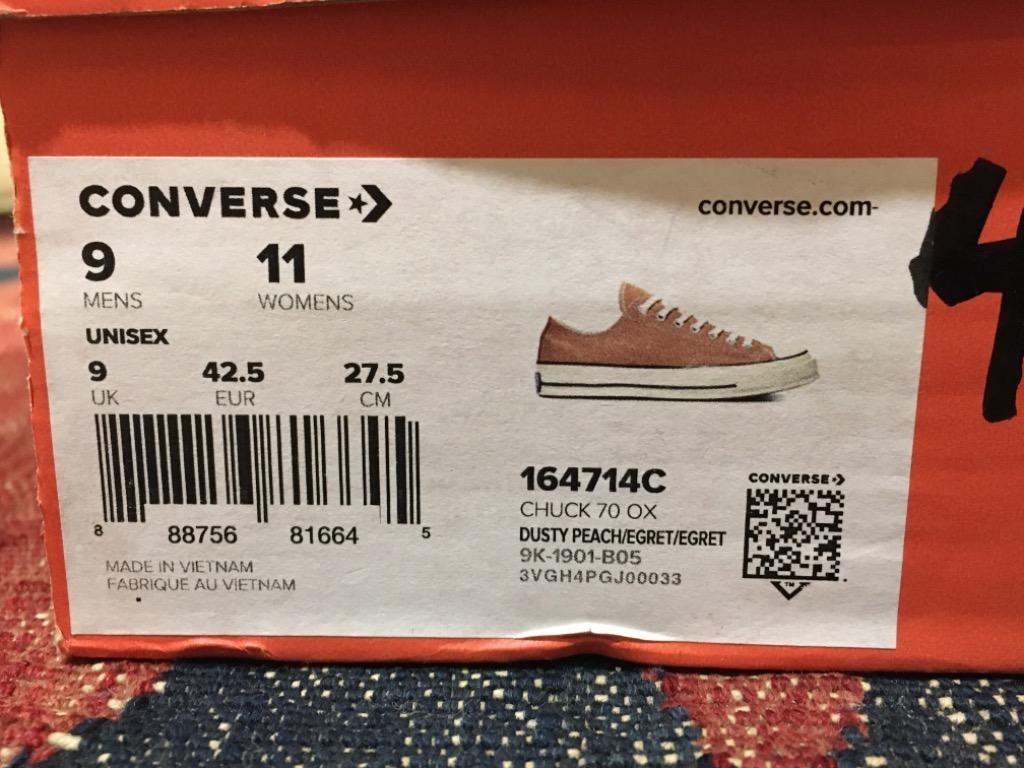 CONVERSE
converse.com-
9 11
MENS WOMENS
UNISEX
9 42.5 27.5
UK EUR CM
8 88756 81664 5
MADE IN VIETNAM
FABRIQUE AU VIETNAM
164714C
CHUCK 70 OX
DUSTY PEACH/EGRET/EGRET
9K-1901-B05
3VGH4PGJ00033
CONVERSE
TM
4